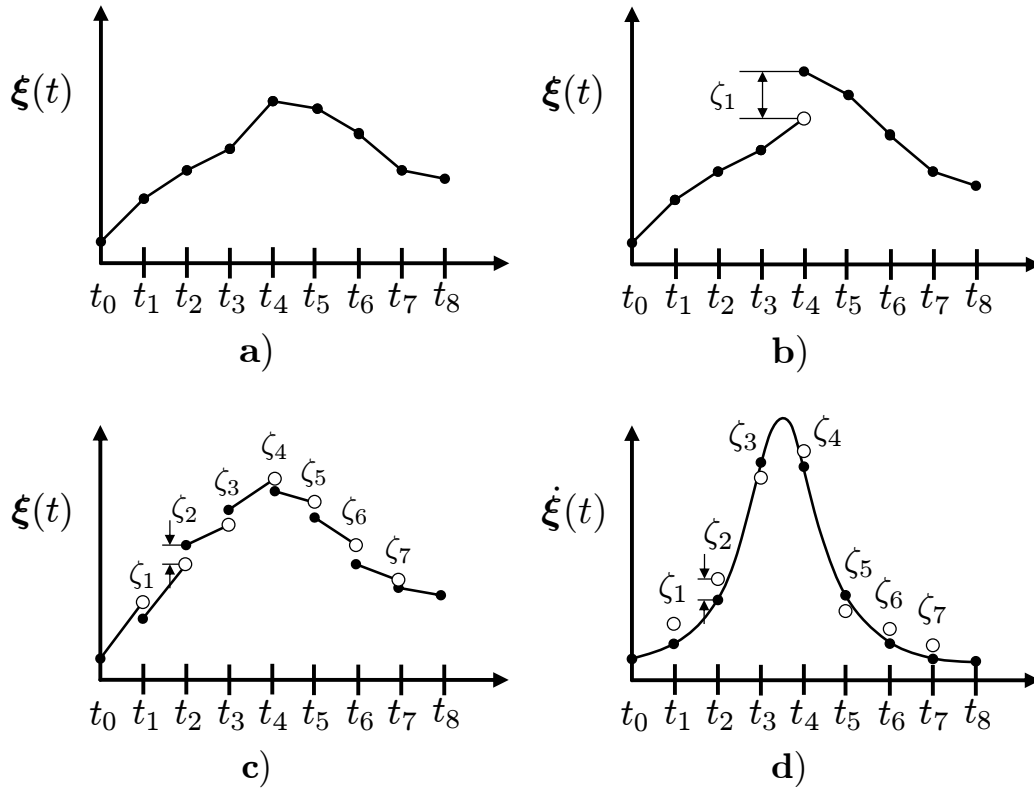 𝝃(t)
t₀ t₁ t₂ t₃ t₄ t₅ t₆ t₇ t₈
a)
𝝃(t)
ζ₁
t₀ t₁ t₂ t₃ t₄ t₅ t₆ t₇ t₈
b)
𝝃(t)
ζ₁ ζ₂ ζ₃ ζ₄ ζ₅ ζ₆ ζ₇
t₀ t₁ t₂ t₃ t₄ t₅ t₆ t₇ t₈
c)
𝝃̇(t)
ζ₁ ζ₂ ζ₃ ζ₄ ζ₅ ζ₆ ζ₇
t₀ t₁ t₂ t₃ t₄ t₅ t₆ t₇ t₈
d)